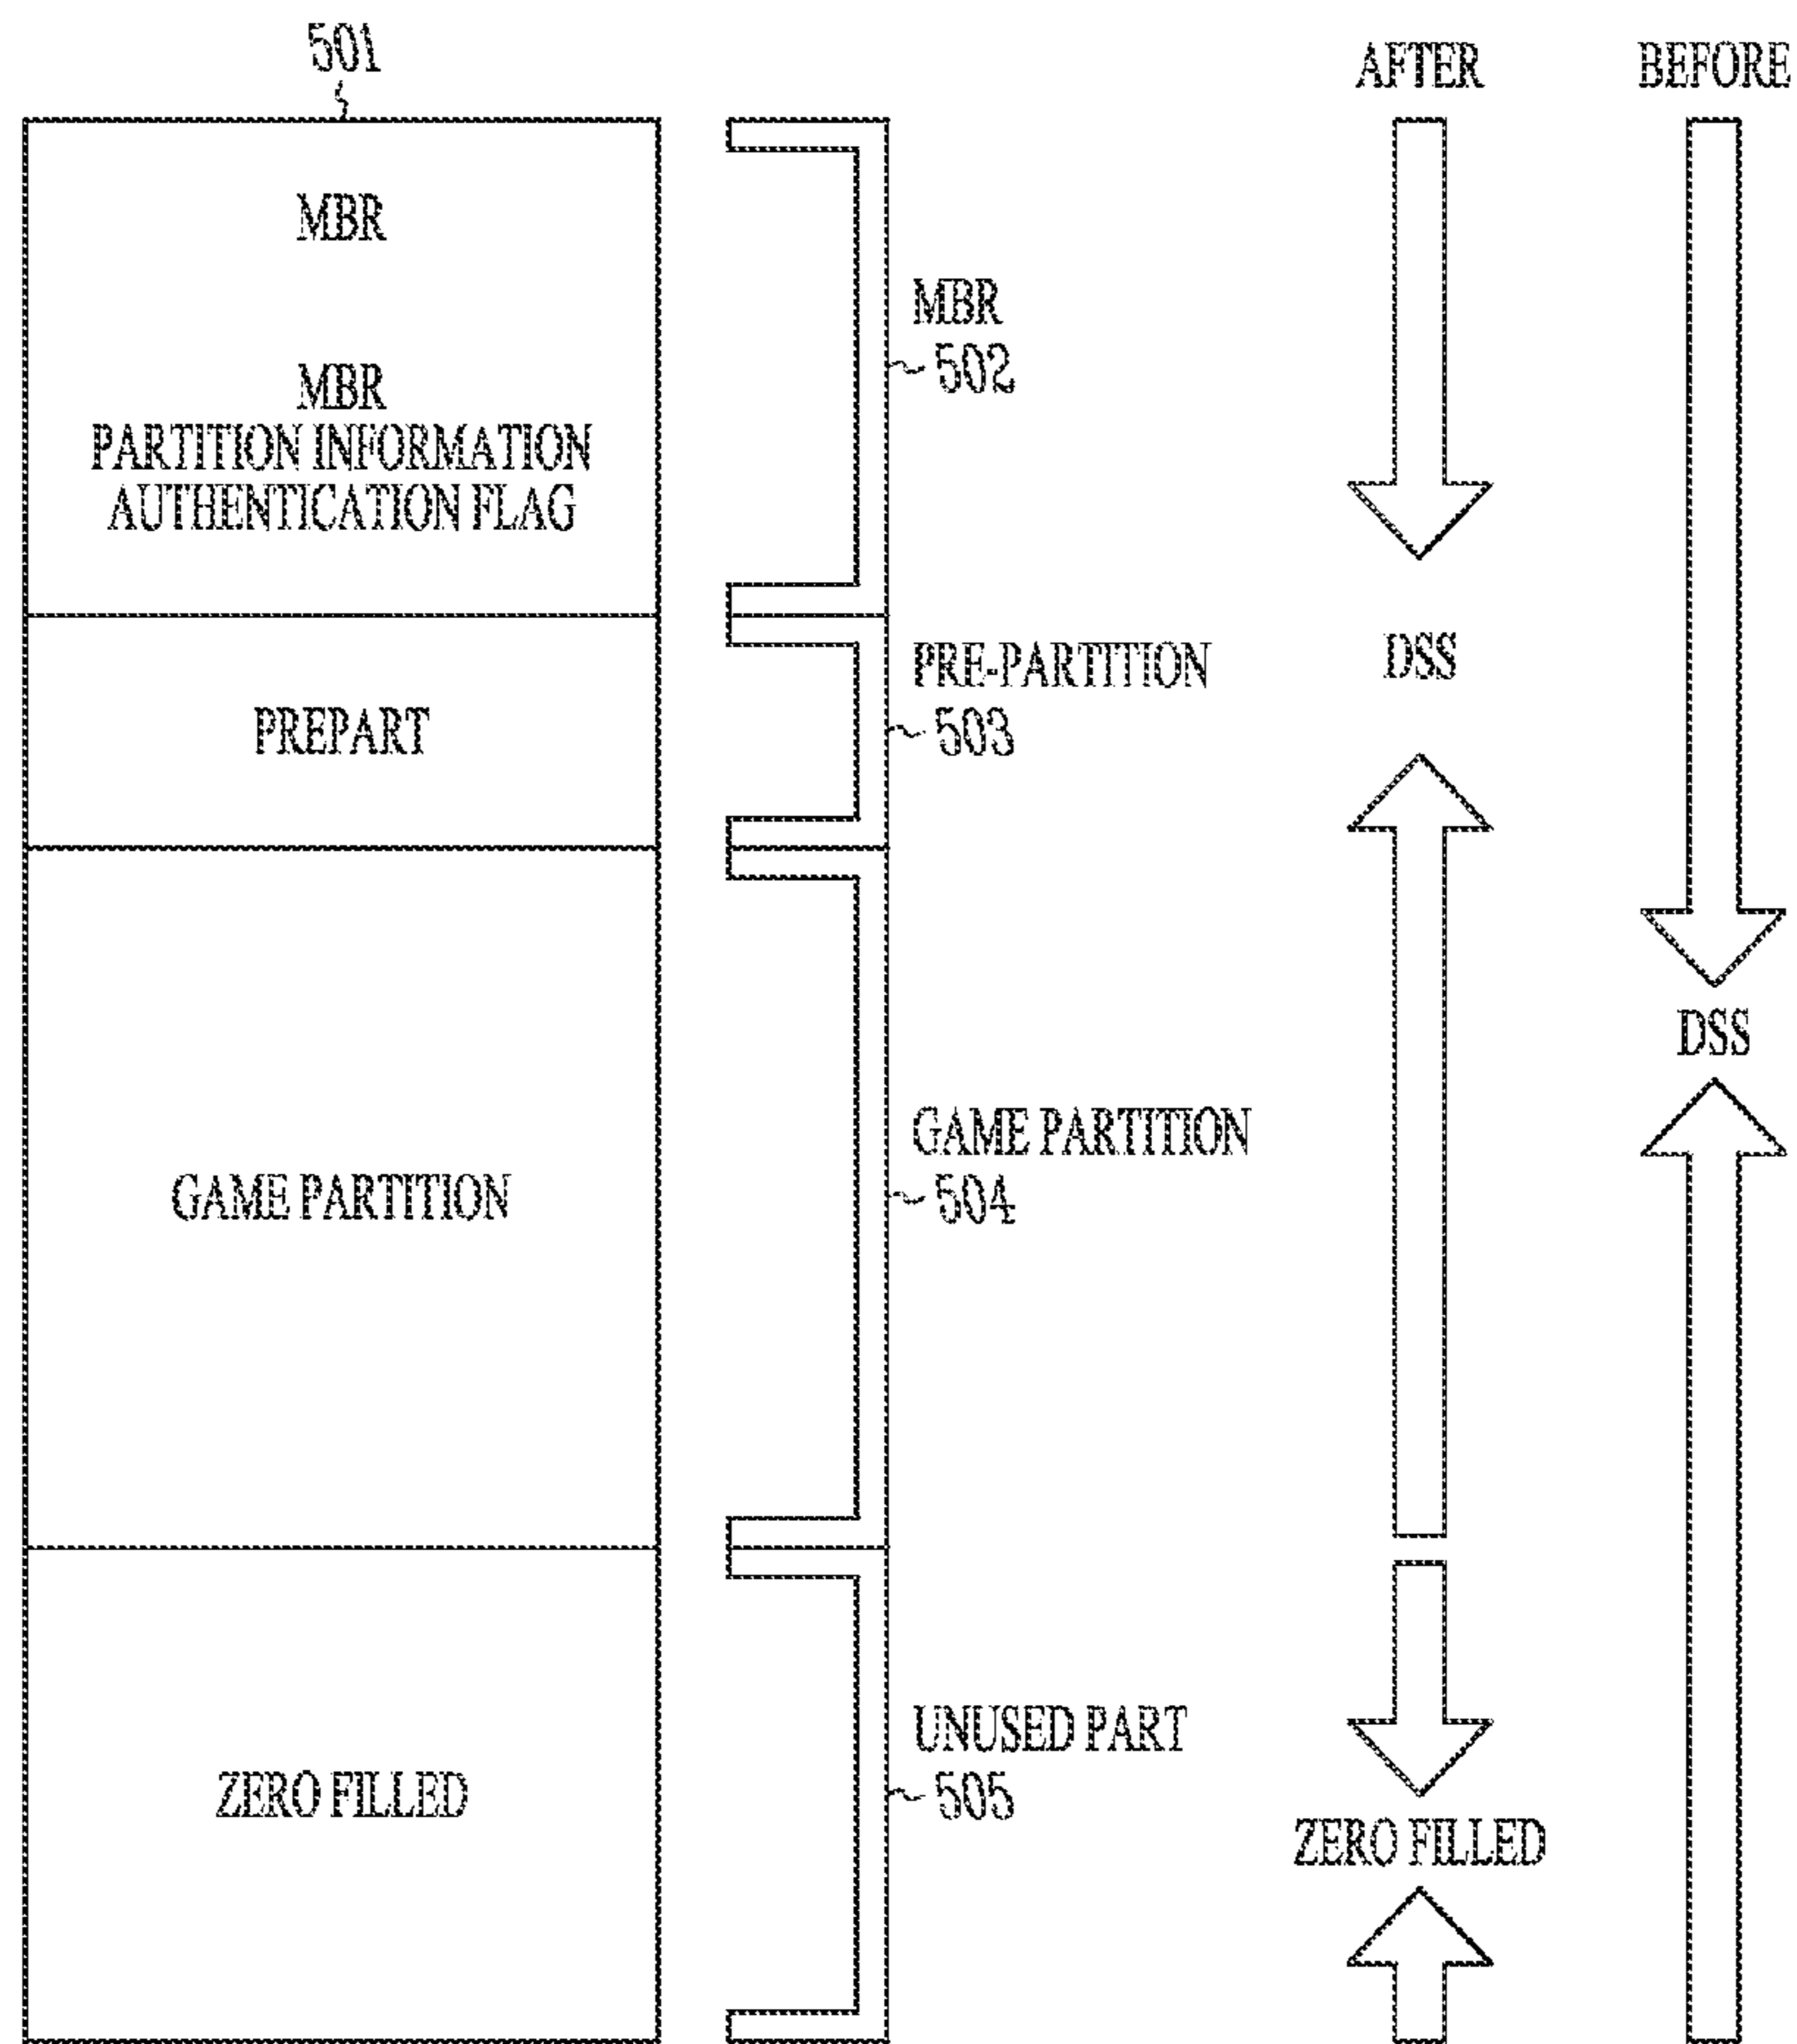 501
AFTER
BEFORE
MBR
MBR
PARTITION INFORMATION
AUTHENTICATION FLAG
MBR
502
PREPART
PRE-PARTITION
503
DSS
DSS
GAME PARTITION
GAME PARTITION
504
ZERO FILLED
UNUSED PART
505
ZERO FILLED